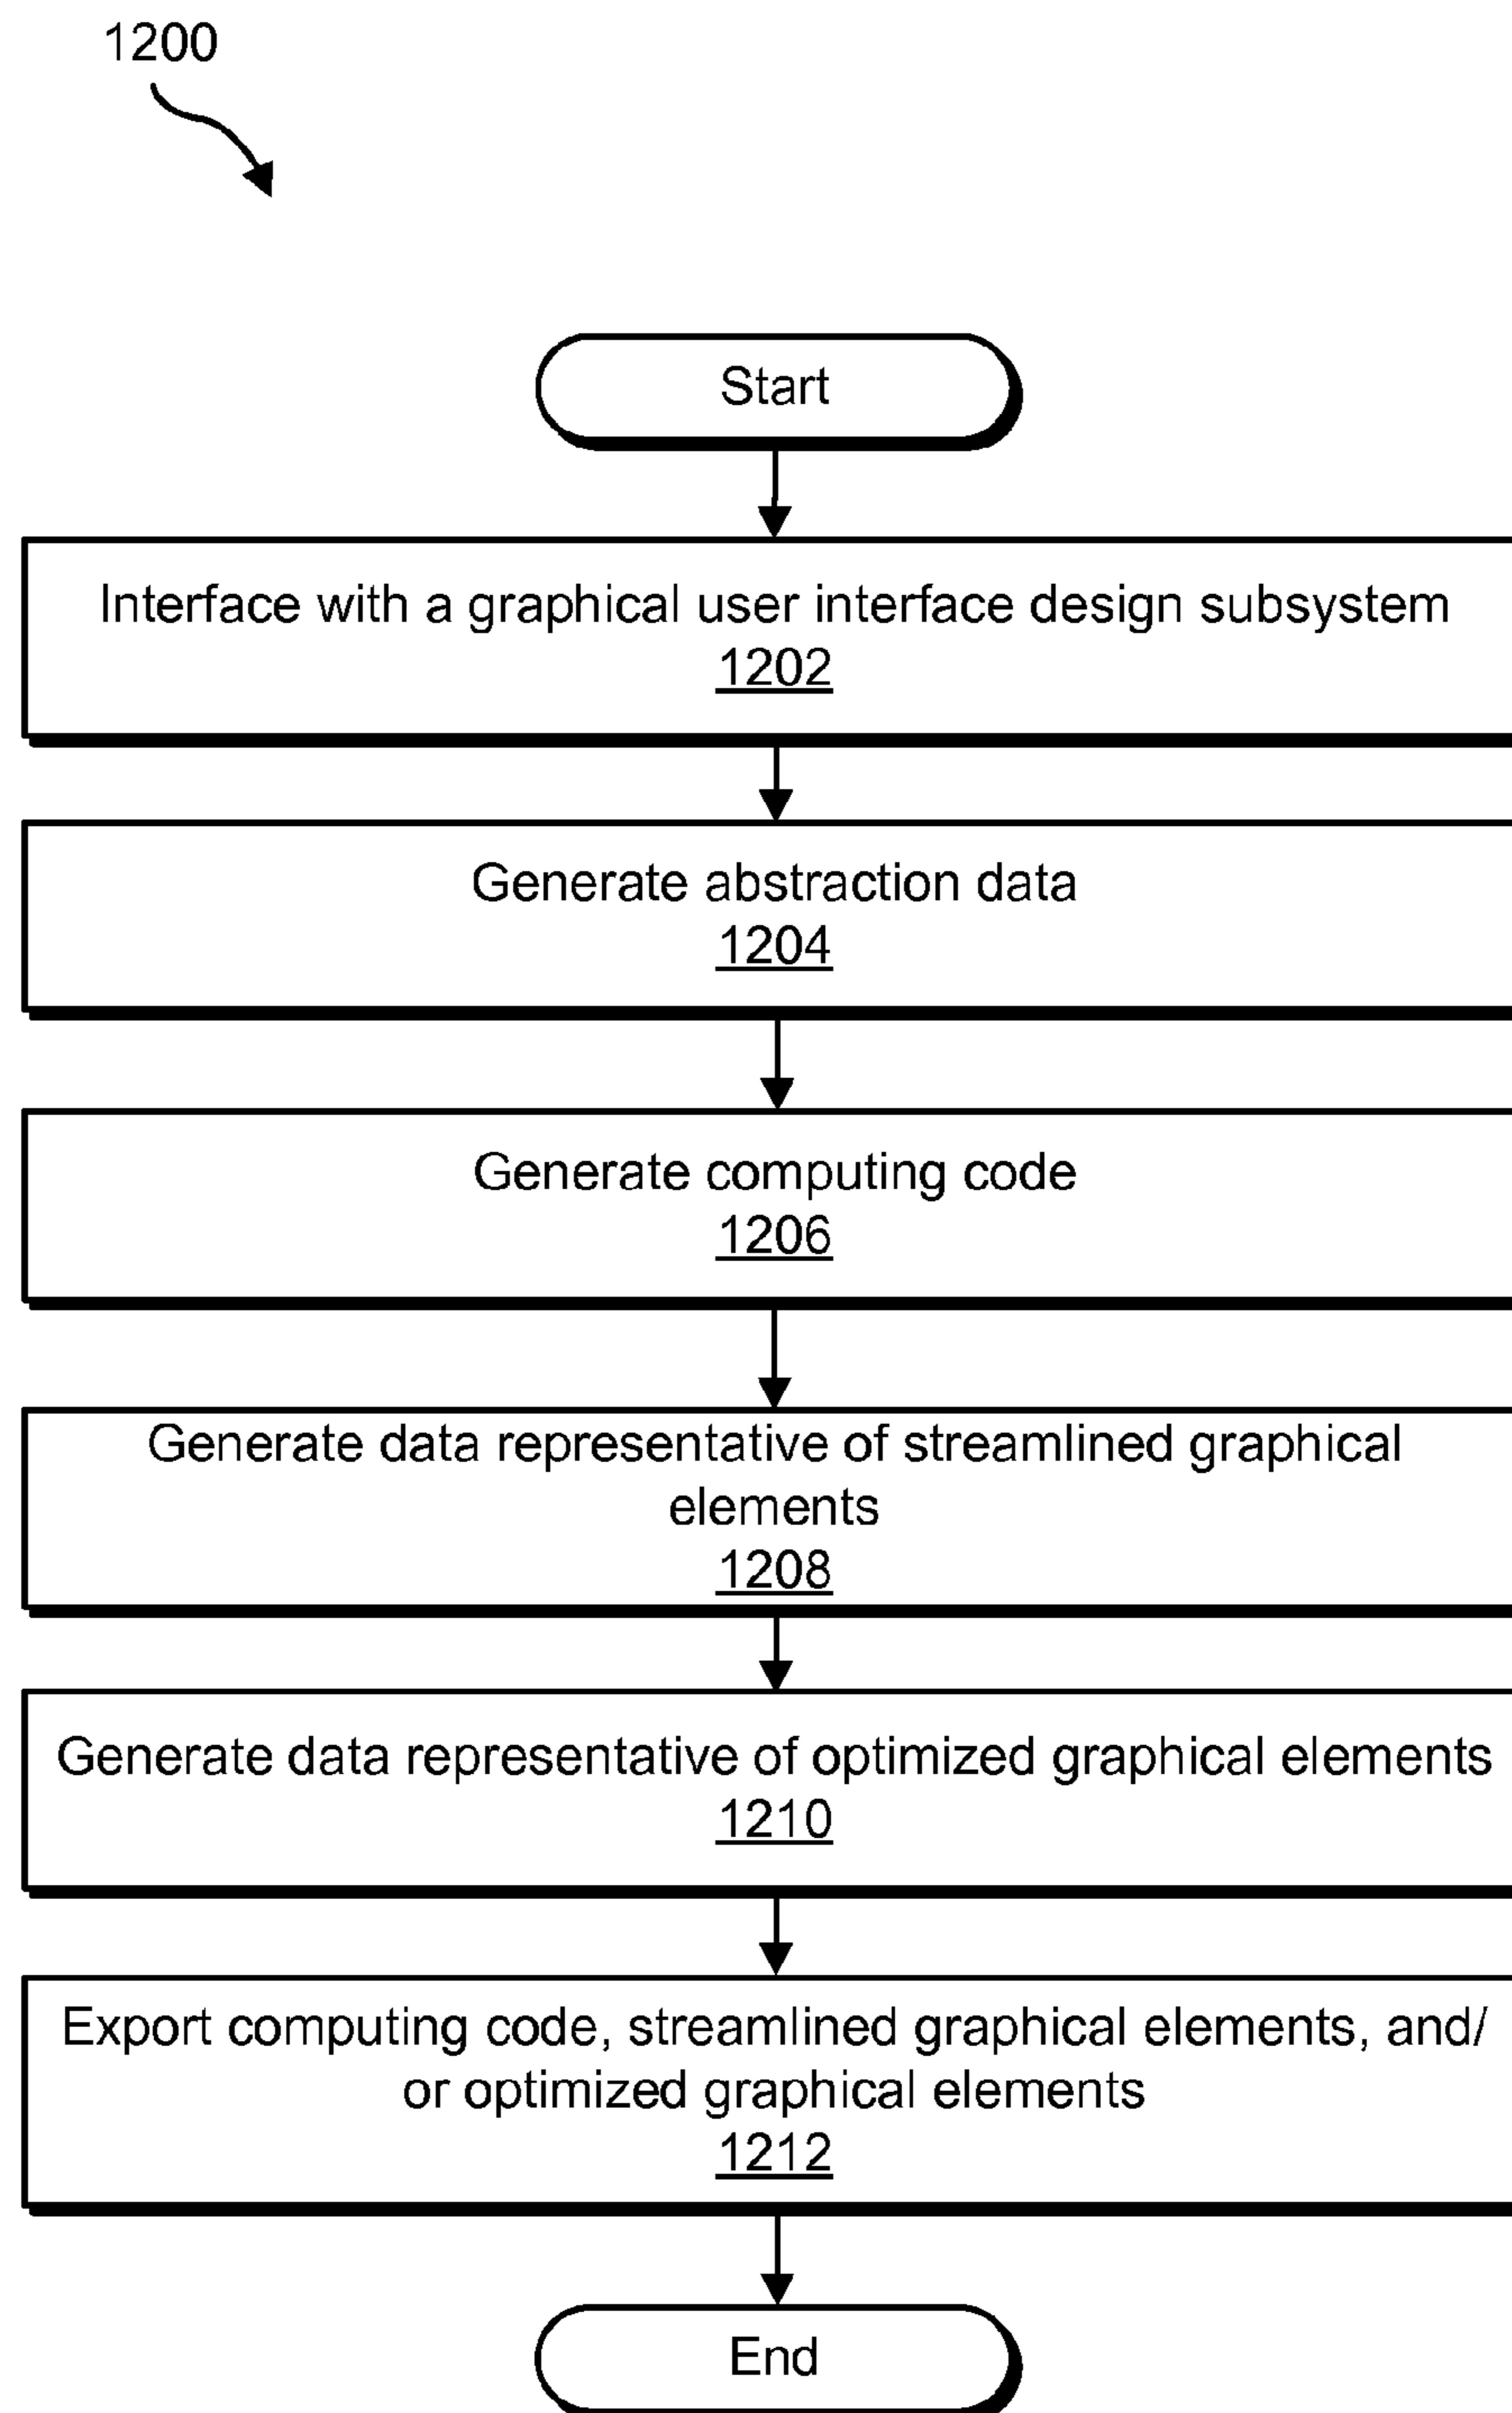 1200
Start
Interface with a graphical user interface design subsystem
1202
Generate abstraction data
1204
Generate computing code
1206
Generate data representative of streamlined graphical
elements
1208
Generate data representative of optimized graphical elements
1210
Export computing code, streamlined graphical elements, and/
or optimized graphical elements
1212
End